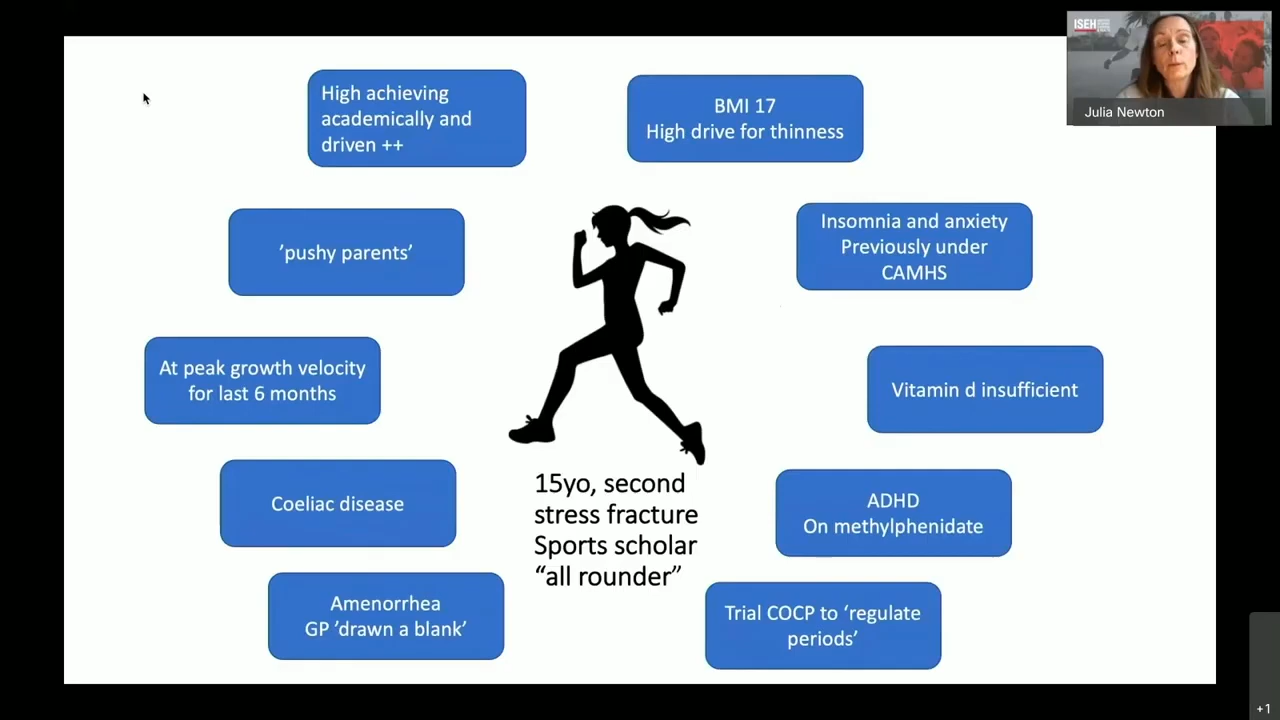 High achieving
academically and
driven ++
BMI 17
High drive for thinness
ISEH
Julia Newton
’pushy parents’
Insomnia and anxiety
Previously under
CAMHS
At peak growth velocity
for last 6 months
Vitamin d insufficient
Coeliac disease
15yo, second
stress fracture
Sports scholar
“all rounder”
ADHD
On methylphenidate
Amenorrhea
GP ’drawn a blank’
Trial COCP to ‘regulate
periods’
+1